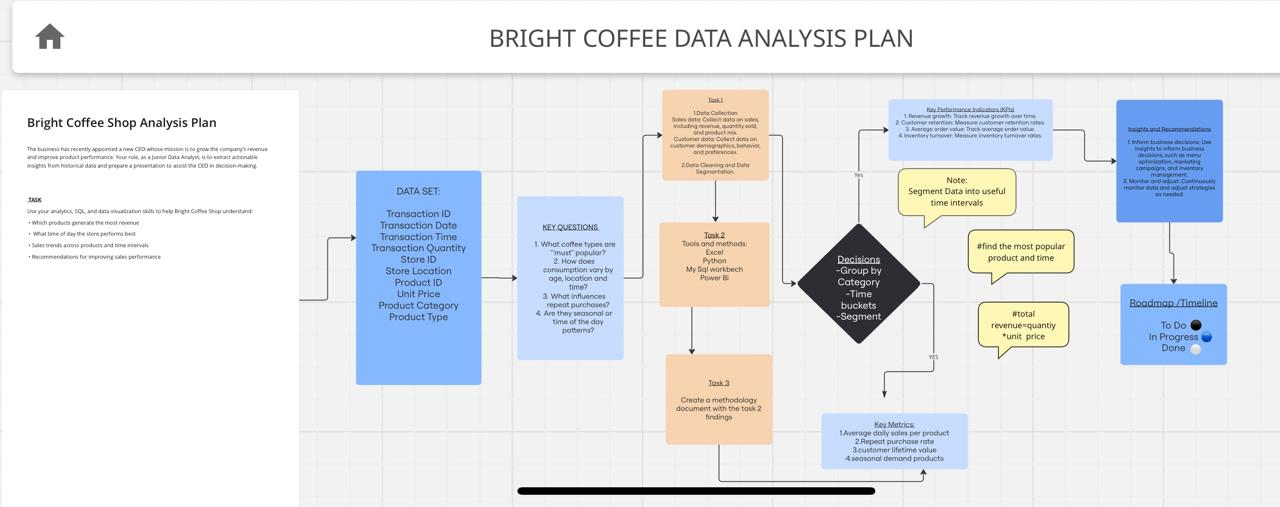 BRIGHT COFFEE DATA ANALYSIS PLAN
Bright Coffee Shop Analysis Plan
The business has recently appointed a new CEO whose mission is to grow the company's revenue
and improve product performance. Your role, as a Junior Data Analyst, is to extract actionable
insights from historical data and prepare a presentation to assist the CEO in decision-making.
TASK
Use your analytics, SQL, and data visualization skills to help Bright Coffee Shop understand:
• Which products generate the most revenue
• What time of day the store performs best
• Sales trends across products and time intervals
• Recommendations for improving sales performance
DATA SET:
Transaction ID
Transaction Date
Transaction Time
Transaction Quantity
Store ID
Store Location
Product ID
Unit Price
Product Category
Product Type
KEY QUESTIONS
1. What coffee types are
"must" popular?
2. How does
consumption vary by
age, location and
time?
3. What influences
repeat purchases?
4. Are they seasonal or
time of the day
patterns?
Task 1
1.Data Collection
Sales data: Collect data on sales,
including revenue, quantity sold,
and product mix.
Customer data: Collect data on
customer demographics, behavior,
and preferences.
2.Data Cleaning and Data
Segmantation.
Task 2
Tools and methods:
Excel
Python
My Sql workbech
Power Bi
Task 3
Create a methodology
document with the task 2
findings
Decisions
-Group by
Category
-Time
buckets
-Segment
Yes
YES
Key Performance Indicators (KPIs)
1. Revenue growth: Track revenue growth over time.
2. Customer retention: Measure customer retention rates.
3. Average order value: Track average order value.
4. Inventory turnover: Measure inventory turnover rates
Note:
Segment Data into useful
time intervals
#find the most popular
product and time
#total
revenue=quantiy
*unit price
Key Metrics:
1.Average daily sales per product
2.Repeat purchase rate
3.customer lifetime value
4.seasonal demand products
Insights and Recommendations
1. Inform business decisions: Use
insights to inform business
decisions, such as menu
optimization, marketing
campaigns, and inventory
management.
2. Monitor and adjust: Continuously
monitor data and adjust strategies
as needed.
Roadmap /Timeline
To Do
In Progress
Done